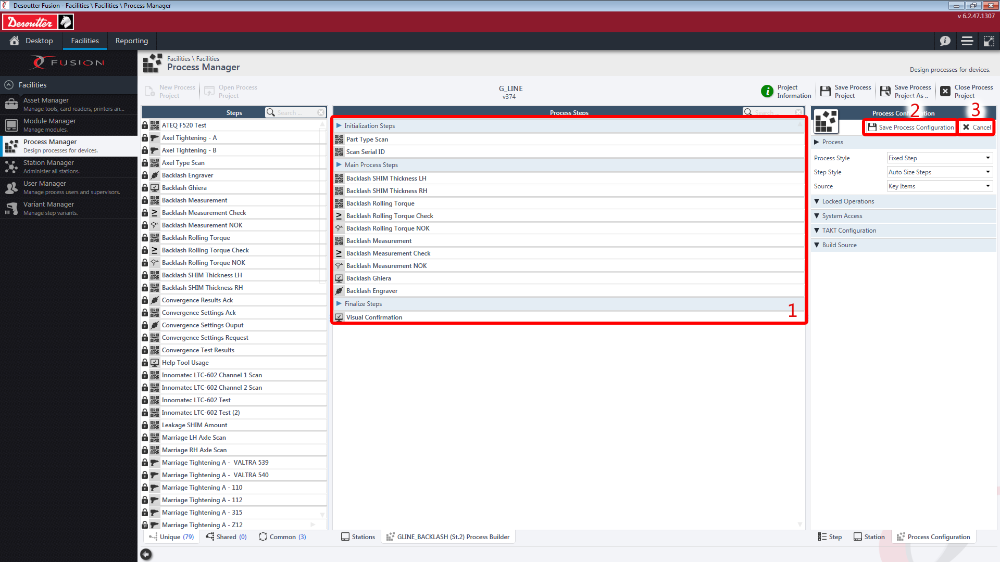 Desoutter Fusion - Facilities \ Facilities \ Process Manager
Desoutter
v 6.2.47.1307
Desktop
Facilities
Reporting
FUSION
Facilities
Asset Manager
Manage tools, card readers, printers an...
Module Manager
Manage modules.
Process Manager
Design processes for devices.
Station Manager
Administer all stations.
User Manager
Manage process users and supervisors.
Variant Manager
Manage step variants.
Facilities \ Facilities
Process Manager
Design processes for devices.
New Process
Project
Open Process
Project
G_LINE
v374
Project
Information
Save Process
Project
Save Process
Project As ..
Close Process
Project
Steps
Search ...
ATEQ F520 Test
Axel Tightening - A
Axel Tightening - B
Axel Type Scan
Backlash Engraver
Backlash Ghiera
Backlash Measurement
Backlash Measurement Check
Backlash Measurement NOK
Backlash Rolling Torque
Backlash Rolling Torque Check
Backlash Rolling Torque NOK
Backlash SHIM Thickness LH
Backlash SHIM Thickness RH
Convergence Results Ack
Convergence Settings Ack
Convergence Settings Ouput
Convergence Settings Request
Convergence Test Results
Help Tool Usage
Innomatec LTC-602 Channel 1 Scan
Innomatec LTC-602 Channel 2 Scan
Innomatec LTC-602 Test
Innomatec LTC-602 Test (2)
Leakage SHIM Amount
Marriage LH Axle Scan
Marriage RH Axle Scan
Marriage Tightening A -  VALTRA 539
Marriage Tightening A -  VALTRA 540
Marriage Tightening A - 110
Marriage Tightening A - 112
Marriage Tightening A - 315
Marriage Tightening A - Z12
Unique (79)
Shared (0)
Common (3)
Process Steps
Search ...
Initialization Steps
Part Type Scan
Scan Serial ID
Main Process Steps
Backlash SHIM Thickness LH
Backlash SHIM Thickness RH
Backlash Rolling Torque
Backlash Rolling Torque Check
Backlash Rolling Torque NOK
Backlash Measurement
Backlash Measurement Check
Backlash Measurement NOK
Backlash Ghiera
Backlash Engraver
Finalize Steps
1
Visual Confirmation
Stations
GLINE_BACKLASH (St.2) Process Builder
Process Configuration
2
3
Save Process Configuration
Cancel
Process
Process Style
Fixed Step
Step Style
Auto Size Steps
Source
Key Items
Locked Operations
System Access
TAKT Configuration
Build Source
Step
Station
Process Configuration